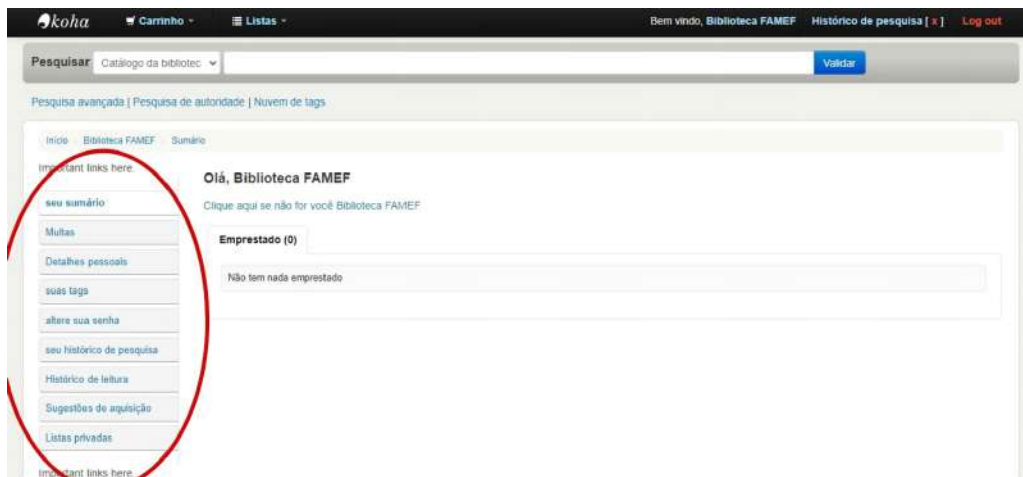 koha Carrinho Listas Bem vindo, Biblioteca FAMEF Histórico de pesquisa [ x ] Log out
Pesquisar Catálogo da bibliotec Validar
Pesquisa avançada | Pesquisa de autoridade | Nuvem de tags
Início Biblioteca FAMEF Sumário
Important links here.
Olá, Biblioteca FAMEF
seu sumário
Clique aqui se não for você Biblioteca FAMEF
Multas
Emprestado (0)
Detalhes pessoais
Não tem nada emprestado
suas tags
altere sua senha
seu histórico de pesquisa
Histórico de leitura
Sugestões de aquisição
Listas privadas
Important links here.